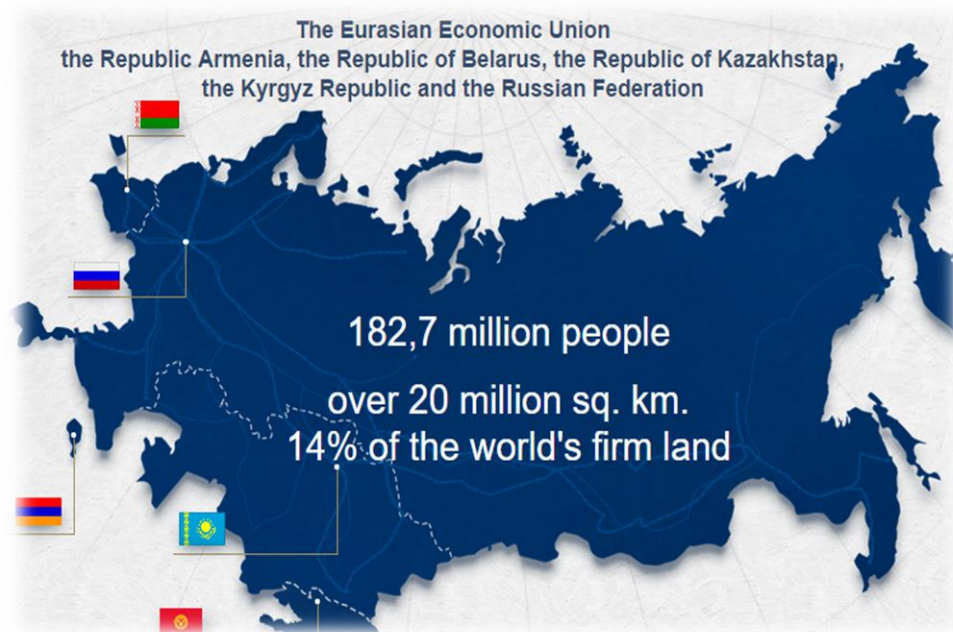 The Eurasian Economic Union
the Republic Armenia, the Republic of Belarus, the Republic of Kazakhstan,
the Kyrgyz Republic and the Russian Federation
182,7 million people
over 20 million sq. km.
14% of the world's firm land